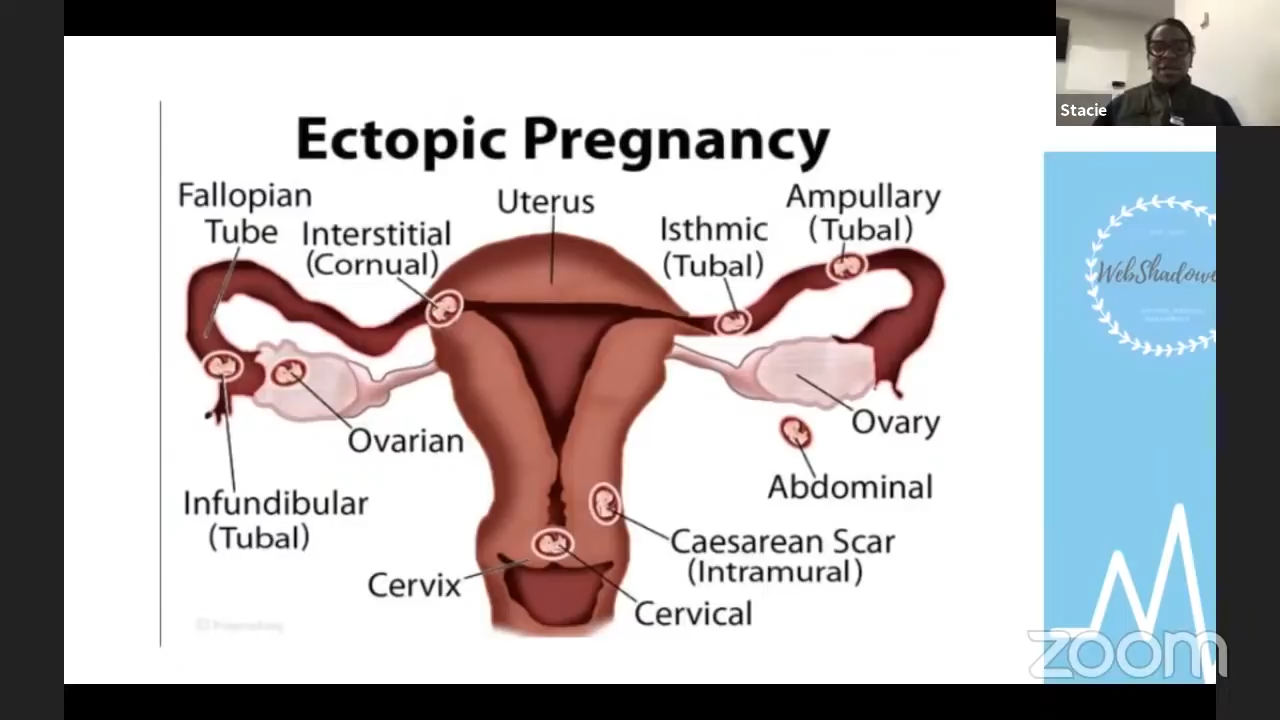 Stacie
Ectopic Pregnancy
Fallopian
Tube
Interstitial
(Cornual)
Uterus
Isthmic
(Tubal)
Ampullary
(Tubal)
Ovarian
Ovary
Infundibular
(Tubal)
Abdominal
Caesarean Scar
(Intramural)
Cervix
Cervical
WebShadowe
zoom